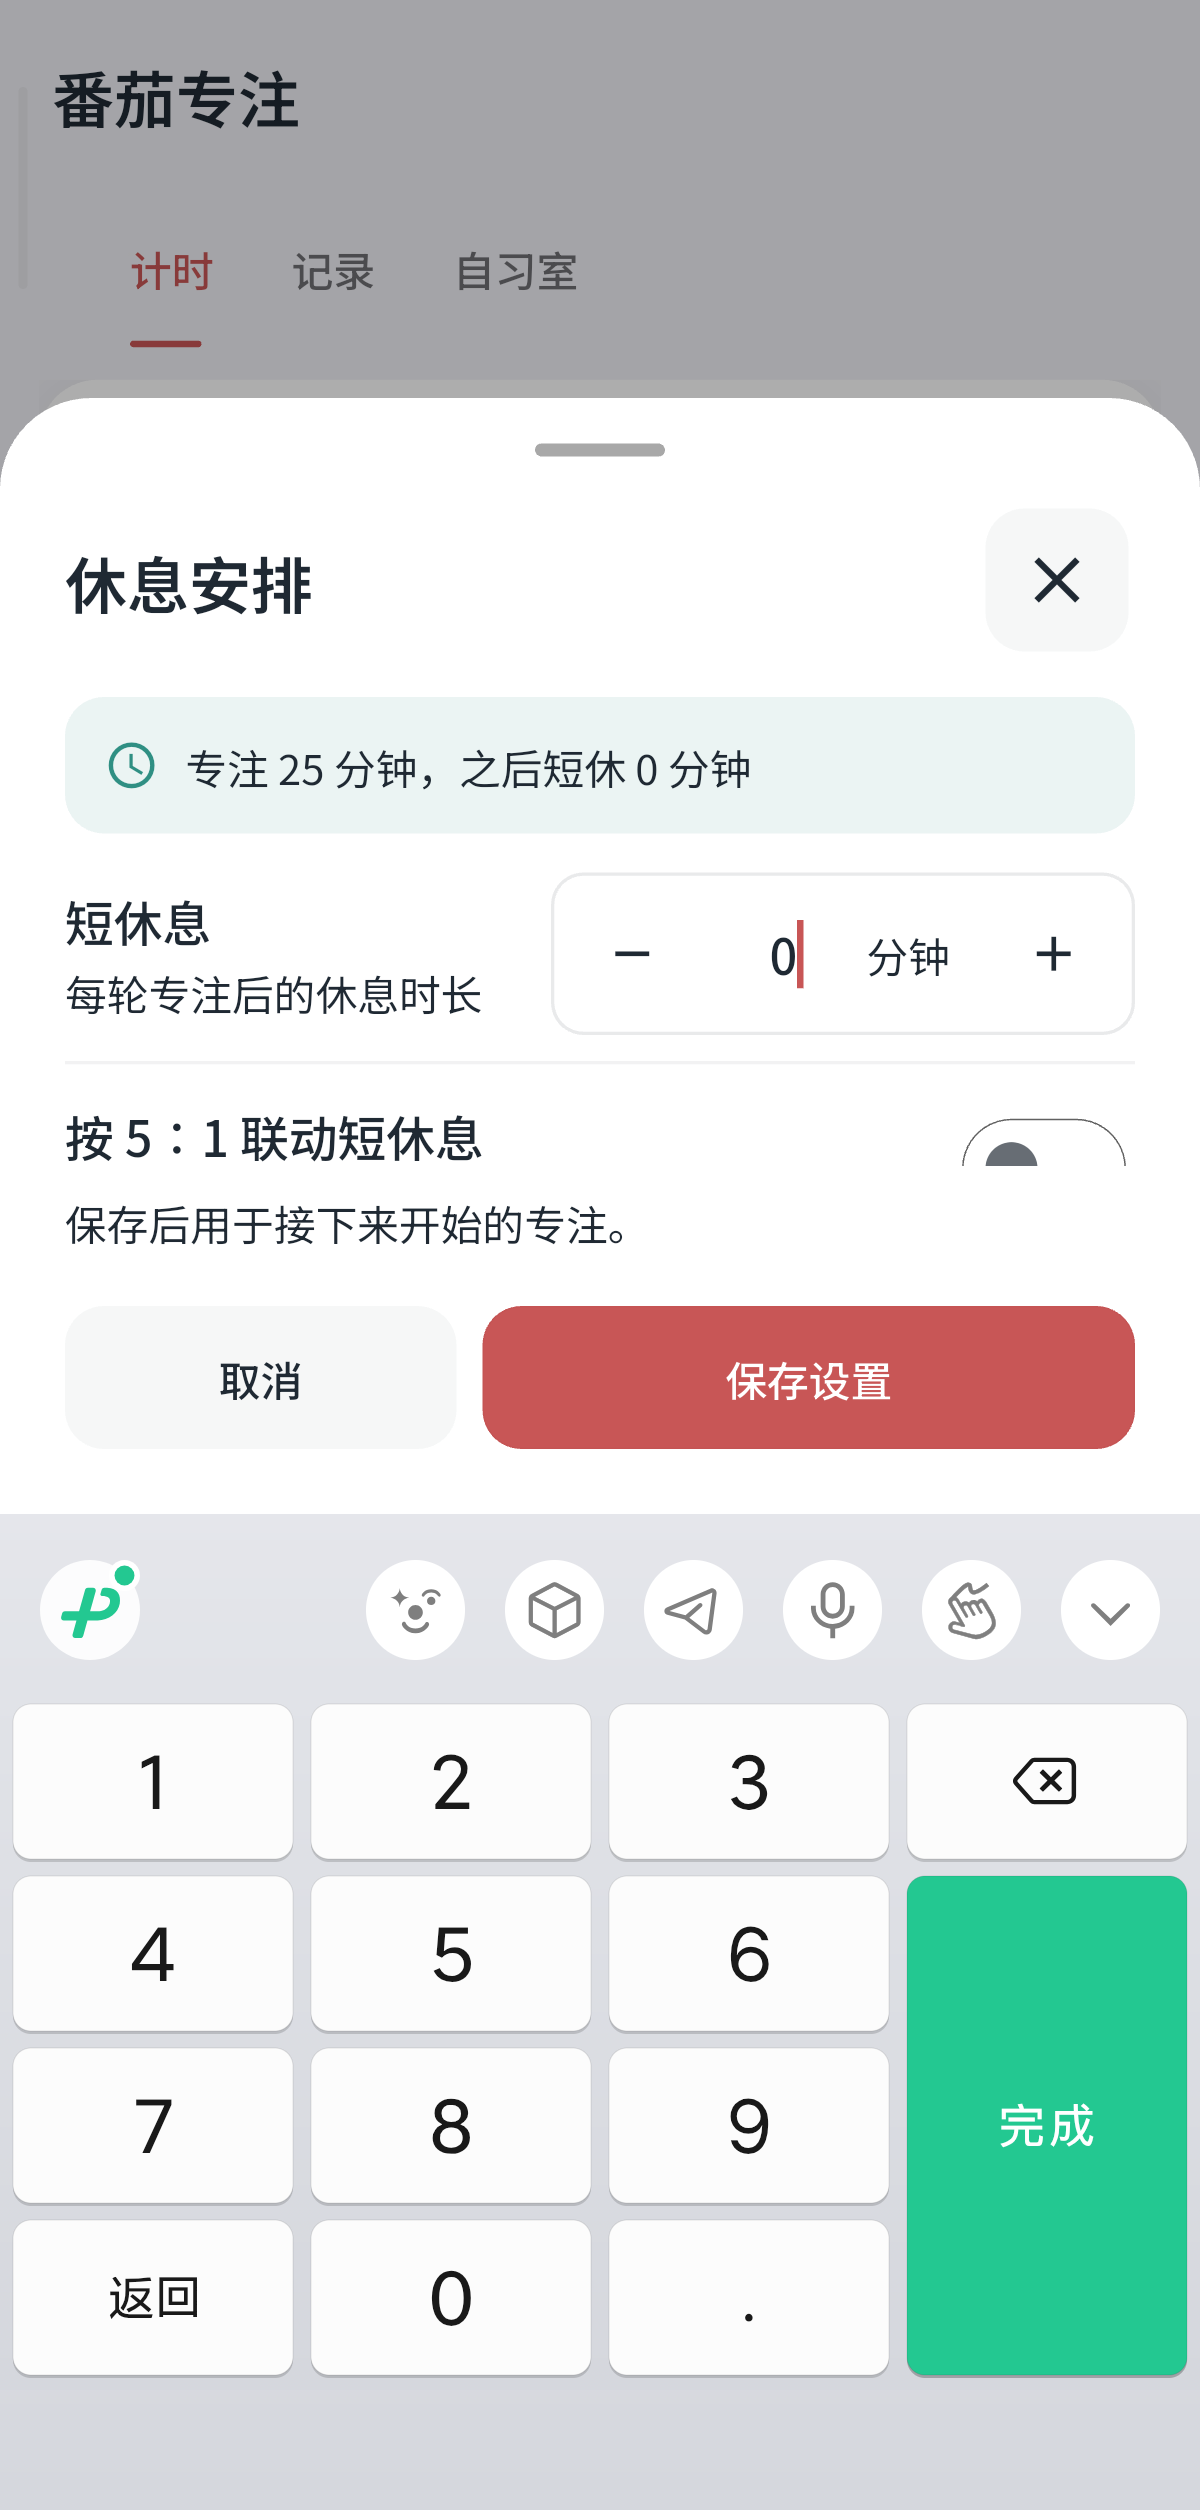 番茄专注
计时 记录 自习室
休息安排
专注 25 分钟，之后短休 0 分钟
短休息
每轮专注后的休息时长
0 分钟
按 5：1 联动短休息
保存后用于接下来开始的专注。
取消 保存设置
1 2 3
4 5 6
7 8 9
完成
返回 0 .